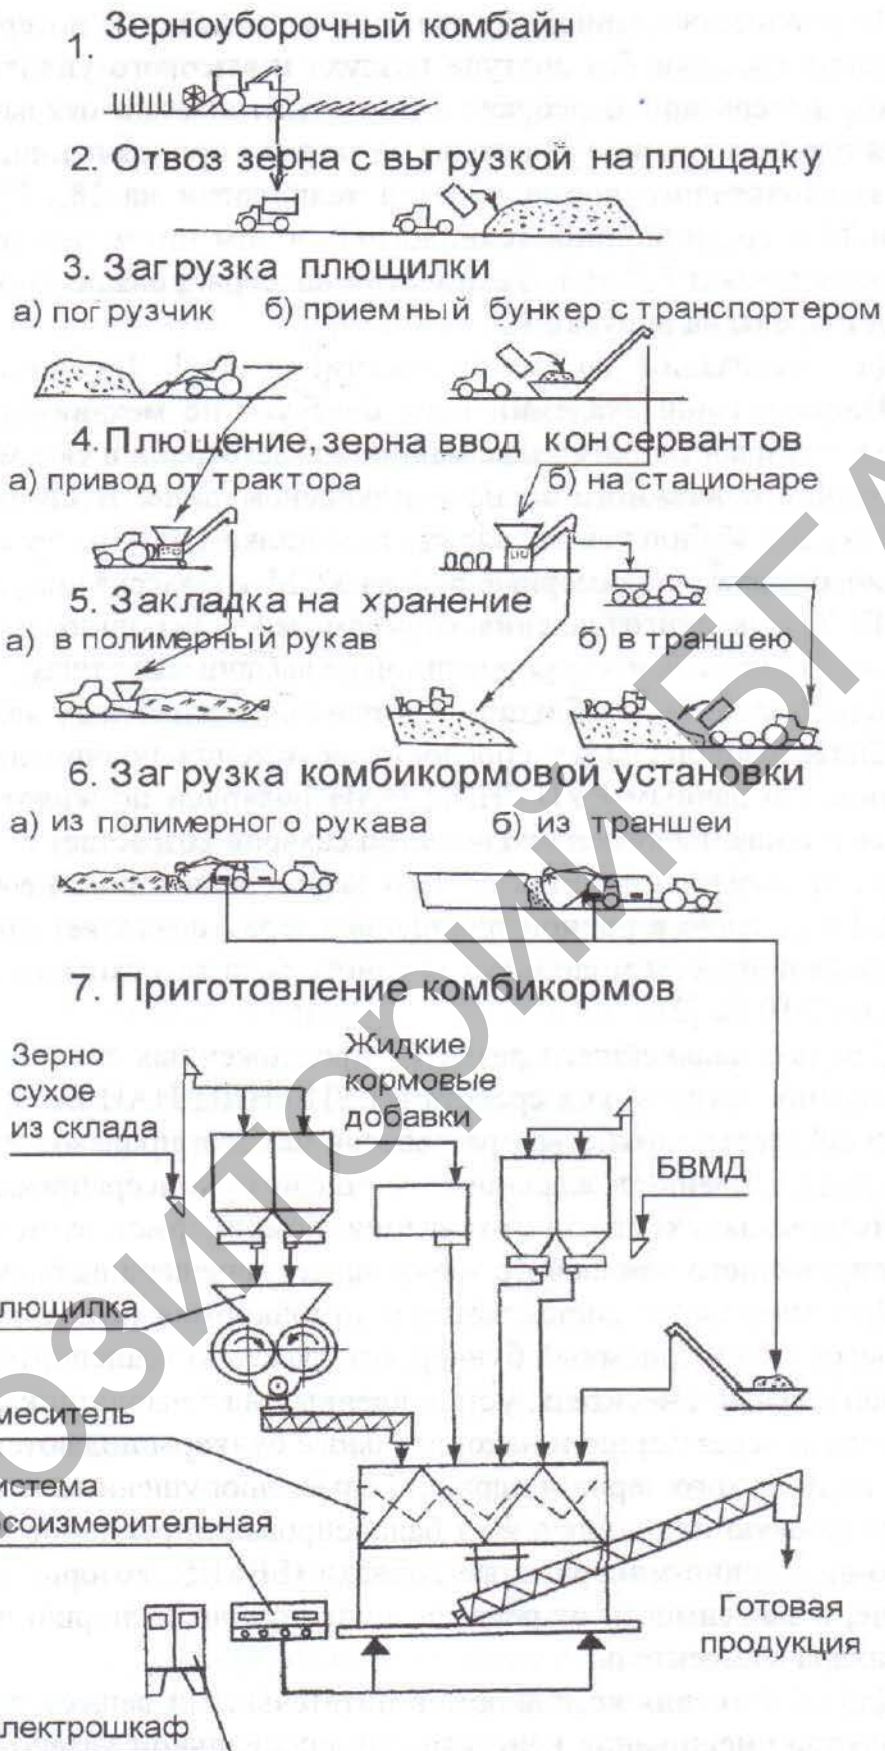 1. Зерноуборочный комбайн
2. Отвоз зерна с выгрузкой на площадку
3. Загрузка плющилки
а) погрузчик б) приемный бункер с транспортером
4. Плющение, зерна ввод консервантов
а) привод от трактора б) на стационаре
5. Закладка на хранение
а) в полимерный рукав б) в траншею
6. Загрузка комбикормовой установки
а) из полимерного рукава б) из траншеи
7. Приготовление комбикормов
Зерно
сухое
из склада
Жидкие
кормовые
добавки
БВМД
лющилка
меситель
истема
соизмерительная
Готовая
продукция
лектрошкаф
ОЗИТОРИЙ БГА